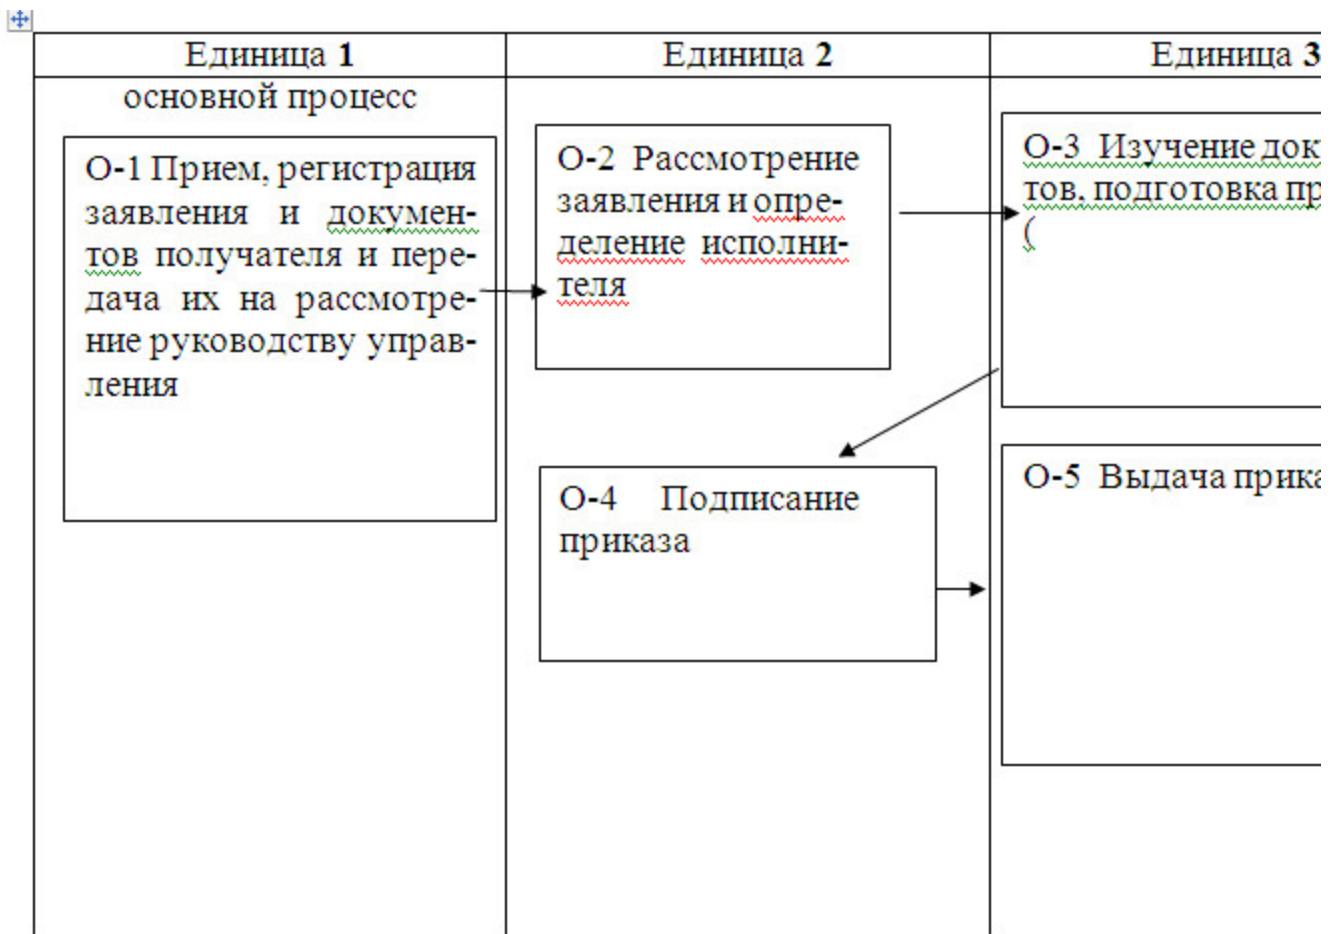 Единица 1
Единица 2
Единица 3
основной процесс
О-1 Прием, регистрация
заявления и докумен-
тов получателя и пере-
дача их на рассмотре-
ние руководству управ-
ления
О-2 Рассмотрение
заявления и опре-
деление исполни-
теля
О-3 Изучение док
тов, подготовка пр
(
О-4 Подписание
приказа
О-5 Выдача прика